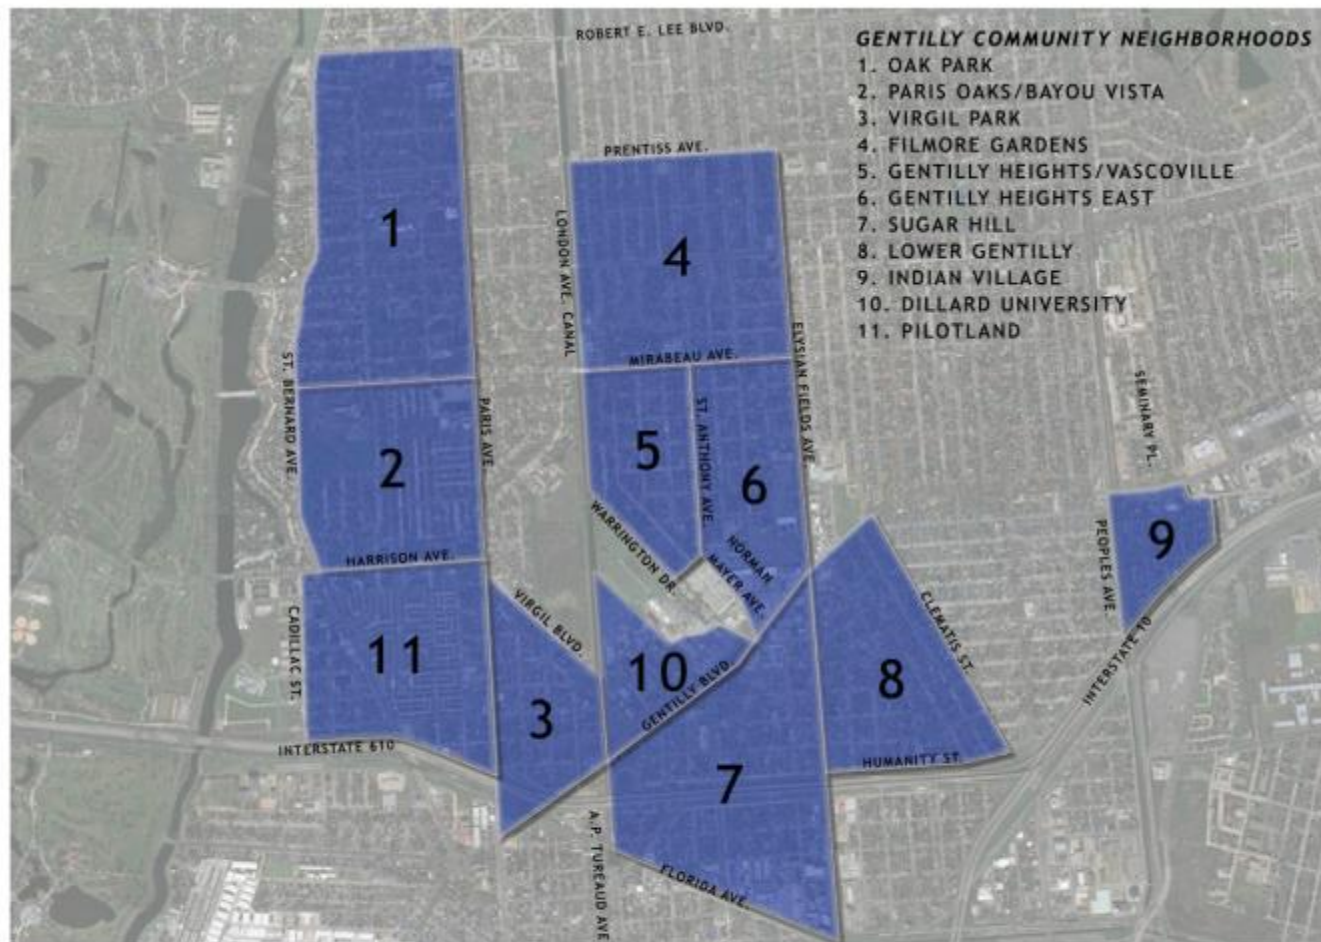 ROBERT E. LEE BLVD.
GENTILLY COMMUNITY NEIGHBORHOODS
1. OAK PARK
2. PARIS OAKS/BAYOU VISTA
3. VIRGIL PARK
4. FILMORE GARDENS
5. GENTILLY HEIGHTS/VASCOVILLE
6. GENTILLY HEIGHTS EAST
7. SUGAR HILL
8. LOWER GENTILLY
9. INDIAN VILLAGE
10. DILLARD UNIVERSITY
11. PILOTLAND
PRENTISS AVE.
1
4
LONDON AVE. CANAL
MIRABEAU AVE.
ELYSIAN FIELDS AVE.
ST. BERNARD AVE.
PARIS AVE
2
5
ST. ANTHONY AVE.
6
SEMINARY PL.
9
PEOPLES AVE.
HARRISON AVE.
WARRINGTON DR.
NORMAN
MAYER AVE.
CADILLAC ST.
11
VIRGIL BLVD.
10
GENTILLY BLVD.
8
CLEMATIS ST.
INTERSTATE 10
3
INTERSTATE 610
7
HUMANITY ST.
A.P. TUREAUD AVE
FLORIDA AVE.